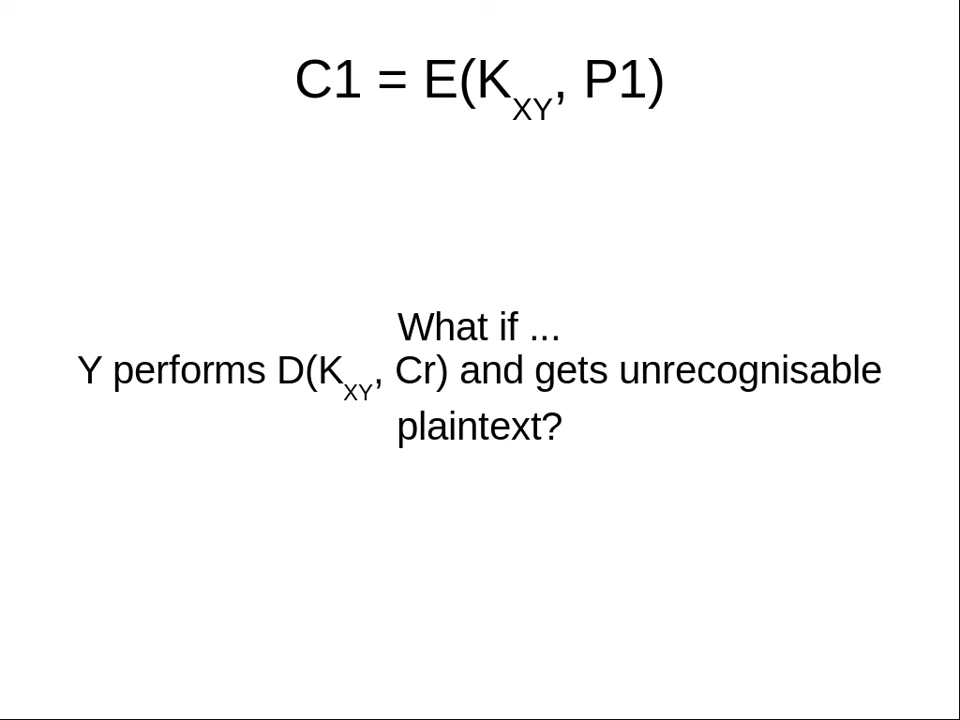 C1 = E(KXY, P1)
What if ...
Y performs D(KXY, Cr) and gets unrecognisable
plaintext?